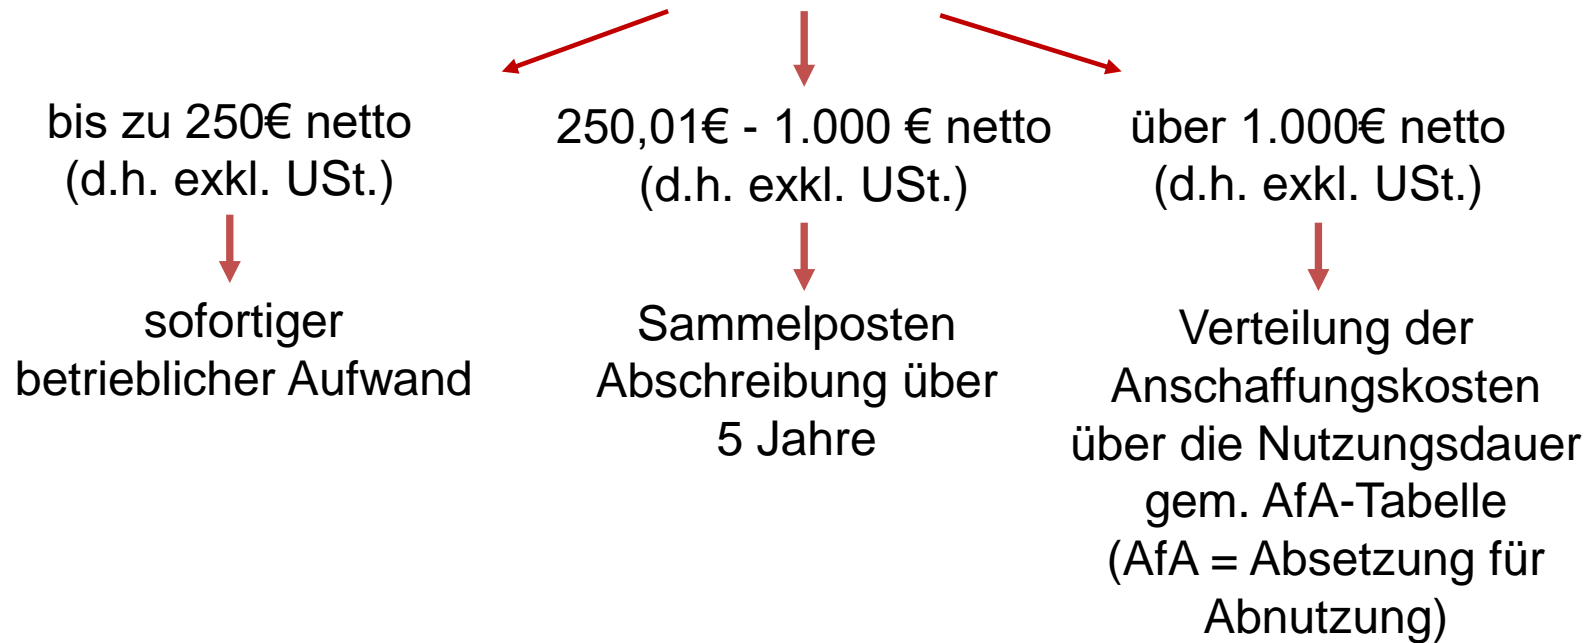 bis zu 250€ netto
(d.h. exkl. USt.)
sofortiger
betrieblicher Aufwand
250,01€ - 1.000 € netto
(d.h. exkl. USt.)
Sammelposten
Abschreibung über
5 Jahre
über 1.000€ netto
(d.h. exkl. USt.)
Verteilung der
Anschaffungskosten
über die Nutzungsdauer
gem. AfA-Tabelle
(AfA = Absetzung für
Abnutzung)